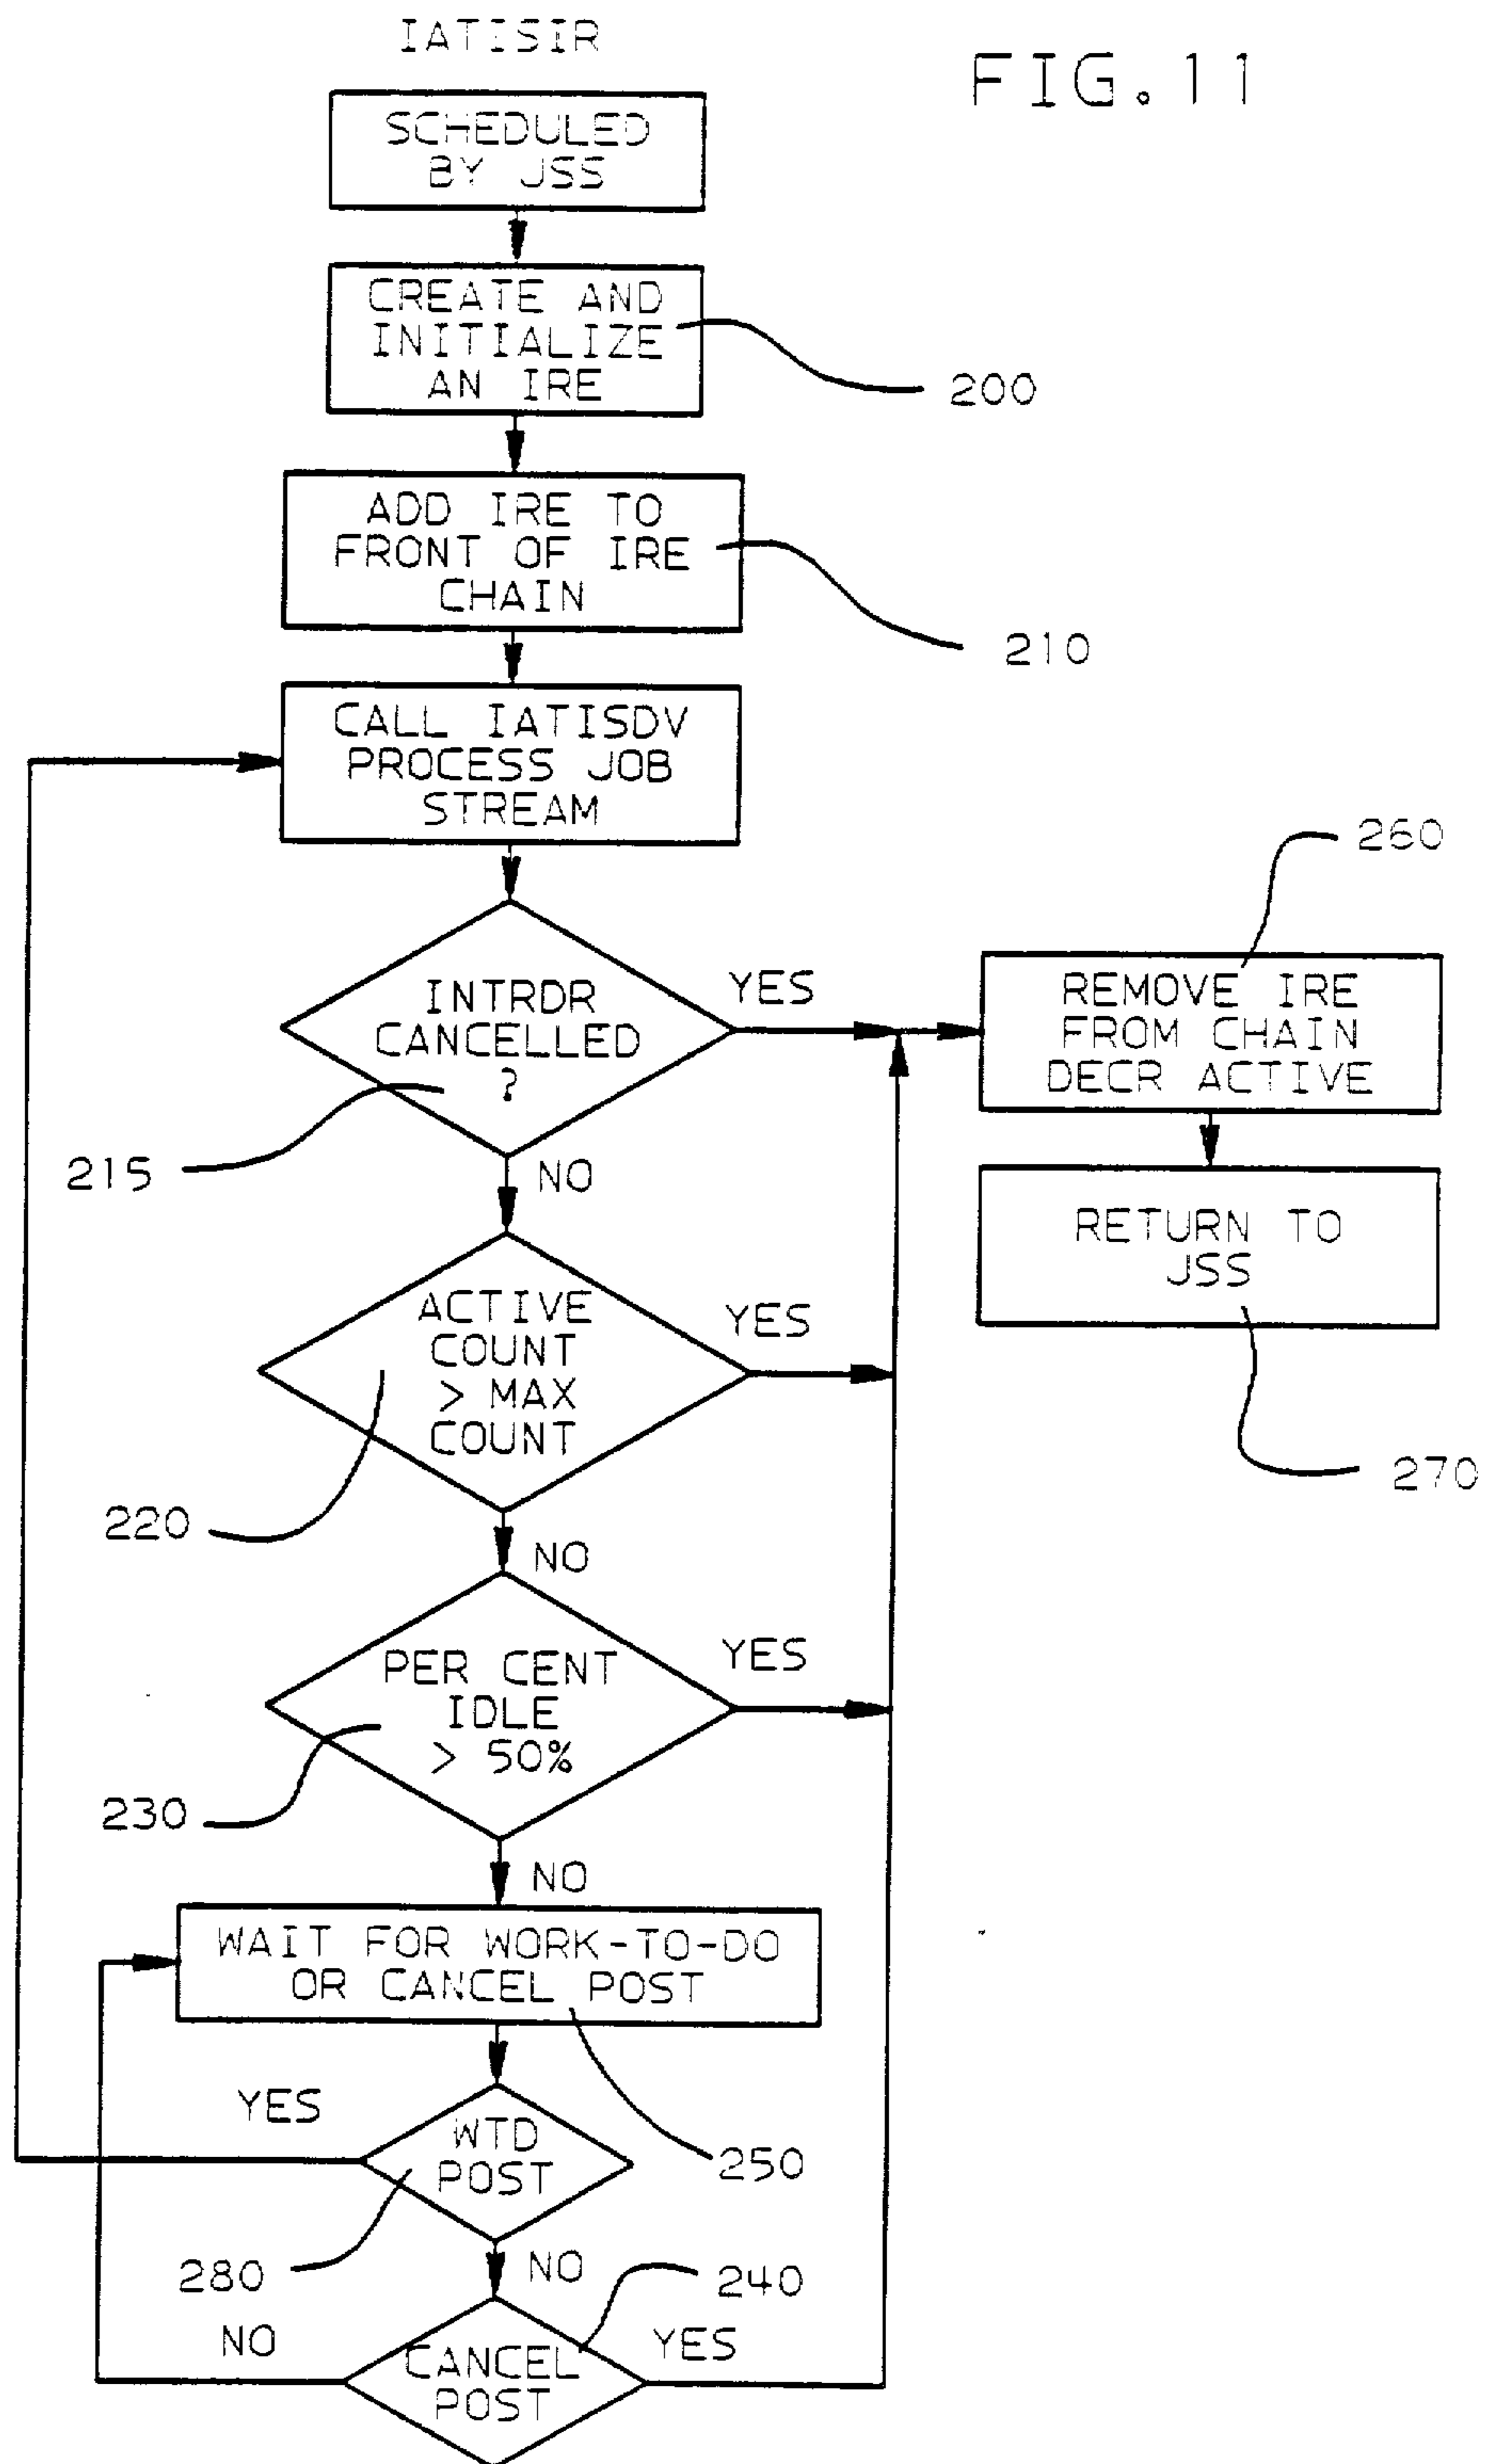 IATISIR
FIG.11
SCHEDULED
BY JSS
CREATE AND
INITIALIZE
AN IRE
200
ADD IRE TO
FRONT OF IRE
CHAIN
210
CALL IATISDV
PROCESS JOB
STREAM
260
INTRDR
CANCELLED
?
YES
REMOVE IRE
FROM CHAIN
DECR ACTIVE
215
NO
RETURN TO
JSS
ACTIVE
COUNT
> MAX
COUNT
YES
270
220
NO
PER CENT
IDLE
> 50%
YES
230
NO
WAIT FOR WORK-TO-DO
OR CANCEL POST
YES
WTD
POST
250
280
NO
240
NO
CANCEL
POST
YES